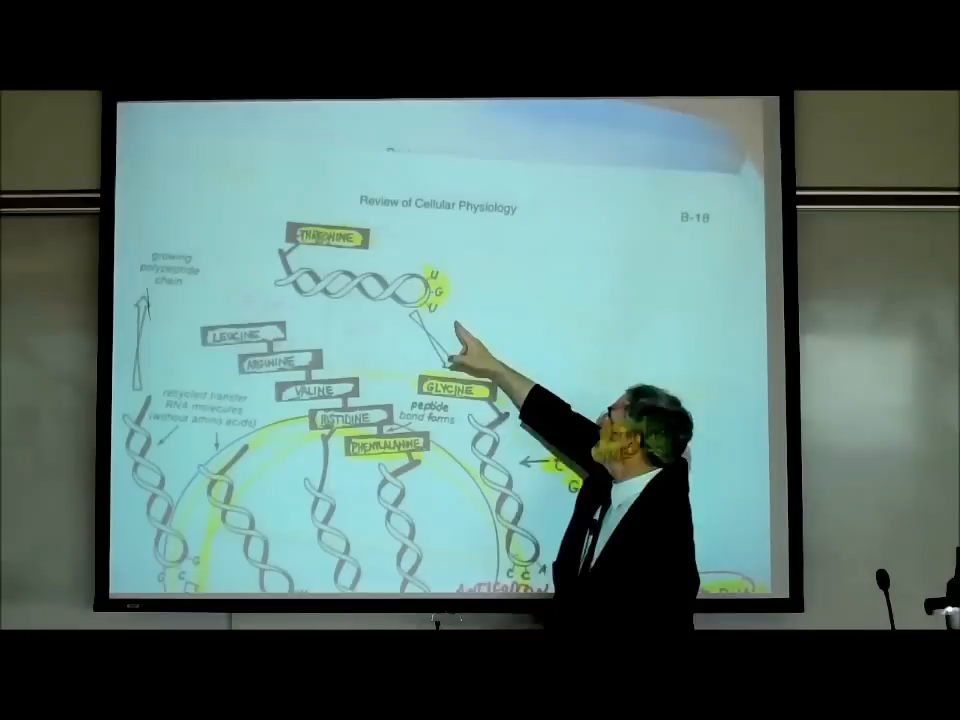 Review of Cellular Physiology
B-18
THREONINE
growing
polypeptide
chain
U
G
U
LEUCINE
ARGININE
VALINE
GLYCINE
recycled transfer
RNA molecules
(without amino acids)
HISTIDINE
peptide
bond forms
PHENYLALANINE
C
G
G
C
C C A
ANTICODON